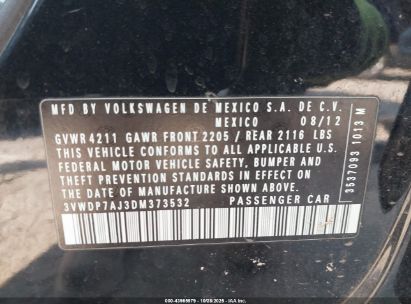 MFD BY VOLKSWAGEN DE MEXICO S.A. DE C.V.
MEXICO 08/12
GVWR 4211 GAWR FRONT 2205 / REAR 2116 LBS
THIS VEHICLE CONFORMS TO ALL APPLICABLE
FEDERAL MOTOR VEHICLE SAFETY, BUMPER AND
THEFT PREVENTION STANDARDS IN EFFECT ON
THE DATE OF MANUFACTURE SHOWN ABOVE.
3VWDP7AJ3DM373532 PASSENGER CAR
3537093 1013 M